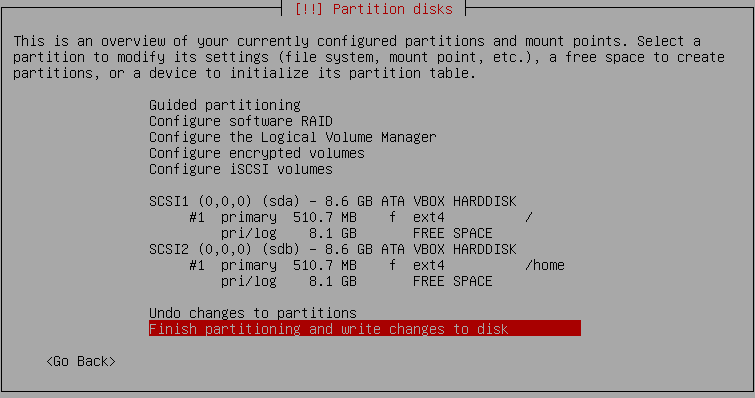 [!!] Partition disks
This is an overview of your currently configured partitions and mount points. Select a
partition to modify its settings (file system, mount point, etc.), a free space to create
partitions, or a device to initialize its partition table.
Guided partitioning
Configure software RAID
Configure the Logical Volume Manager
Configure encrypted volumes
Configure iSCSI volumes
SCSI1 (0,0,0) (sda) - 8.6 GB ATA VBOX HARDDISK
#1 primary 510.7 MB f ext4 /
pri/log 8.1 GB FREE SPACE
SCSI2 (0,0,0) (sdb) - 8.6 GB ATA VBOX HARDDISK
#1 primary 510.7 MB f ext4 /home
pri/log 8.1 GB FREE SPACE
Undo changes to partitions
Finish partitioning and write changes to disk
<Go Back>